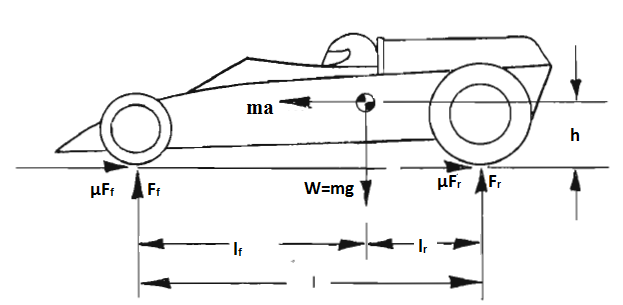 ma
h
μFf Ff W=mg μFr Fr
lf lr
l